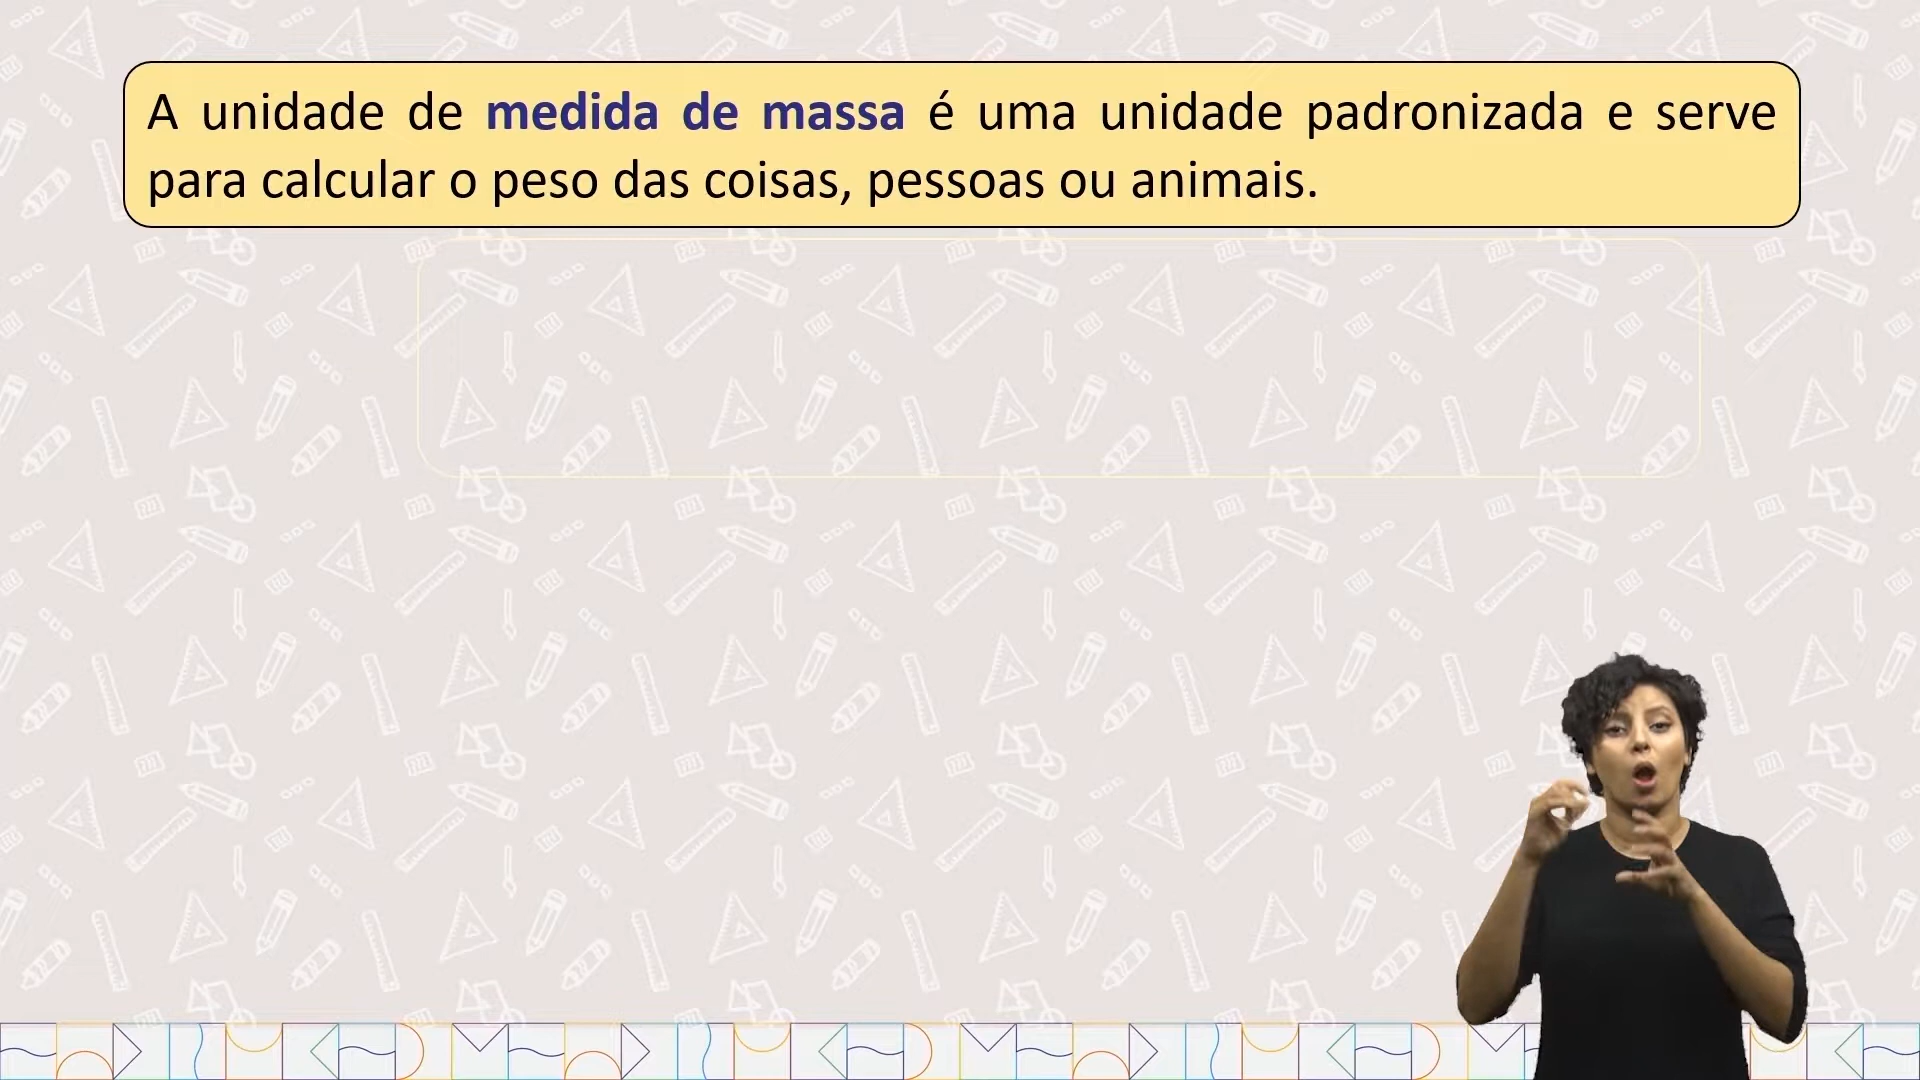 A unidade de medida de massa é uma unidade padronizada e serve
para calcular o peso das coisas, pessoas ou animais.